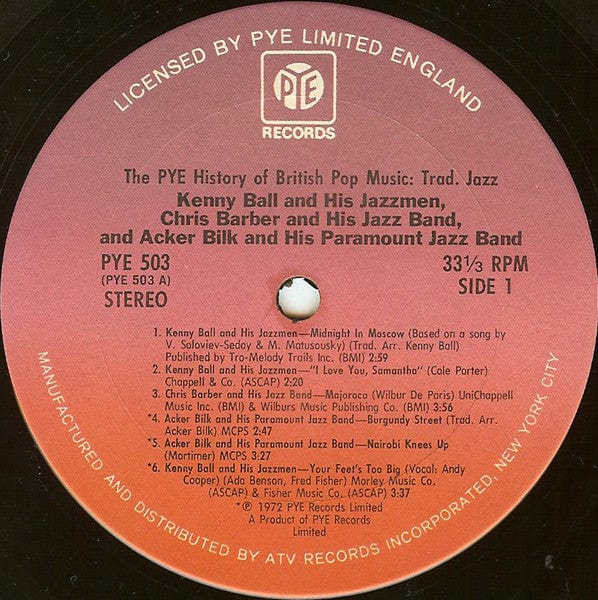 LICENSED BY PYE LIMITED ENGLAND
PYE
RECORDS
The PYE History of British Pop Music: Trad. Jazz
Kenny Ball and His Jazzmen,
Chris Barber and His Jazz Band,
and Acker Bilk and His Paramount Jazz Band
PYE 503
33⅓ RPM
(PYE 503 A)
SIDE 1
STEREO
1. Kenny Ball and His Jazzmen—Midnight In Moscow (Based on a song by
V. Soloviev-Sedoy & M. Matusousky) (Trad. Arr. Kenny Ball)
Published by Tro-Melody Trails Inc. (BMI) 2:59
2. Kenny Ball and His Jazzmen—"I Love You, Samantha" (Cole Porter)
Chappell & Co. (ASCAP) 2:20
3. Chris Barber and His Jazz Band—Majoraca (Wilbur De Paris) UniChappell
Music Inc. (BMI) & Wilburs Music Publishing Co. (BMI) 3:56
*4. Acker Bilk and His Paramount Jazz Band—Burgundy Street (Trad. Arr.
Acker Bilk) MCPS 2:47
*5. Acker Bilk and His Paramount Jazz Band—Nairobi Knees Up
(Mortimer) MCPS 3:27
*6. Kenny Ball and His Jazzmen—Your Feet's Too Big (Vocal: Andy
Cooper) (Ada Benson, Fred Fisher) Morley Music Co.
(ASCAP) & Fisher Music Co. (ASCAP) 3:37
*℗ 1972 PYE Records Limited
A Product of PYE Records
Limited
MANUFACTURED AND DISTRIBUTED BY ATV RECORDS INCORPORATED, NEW YORK CITY